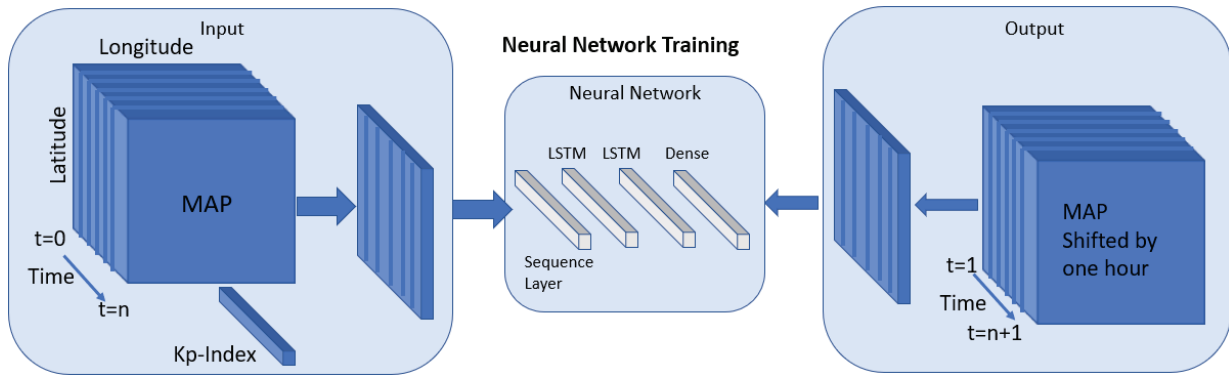 Input
Longitude
Latitude
MAP
t=0
Time
t=n
Kp-Index
Neural Network Training
Neural Network
LSTM LSTM Dense
Sequence
Layer
Output
MAP
Shifted by
one hour
t=1
Time
t=n+1